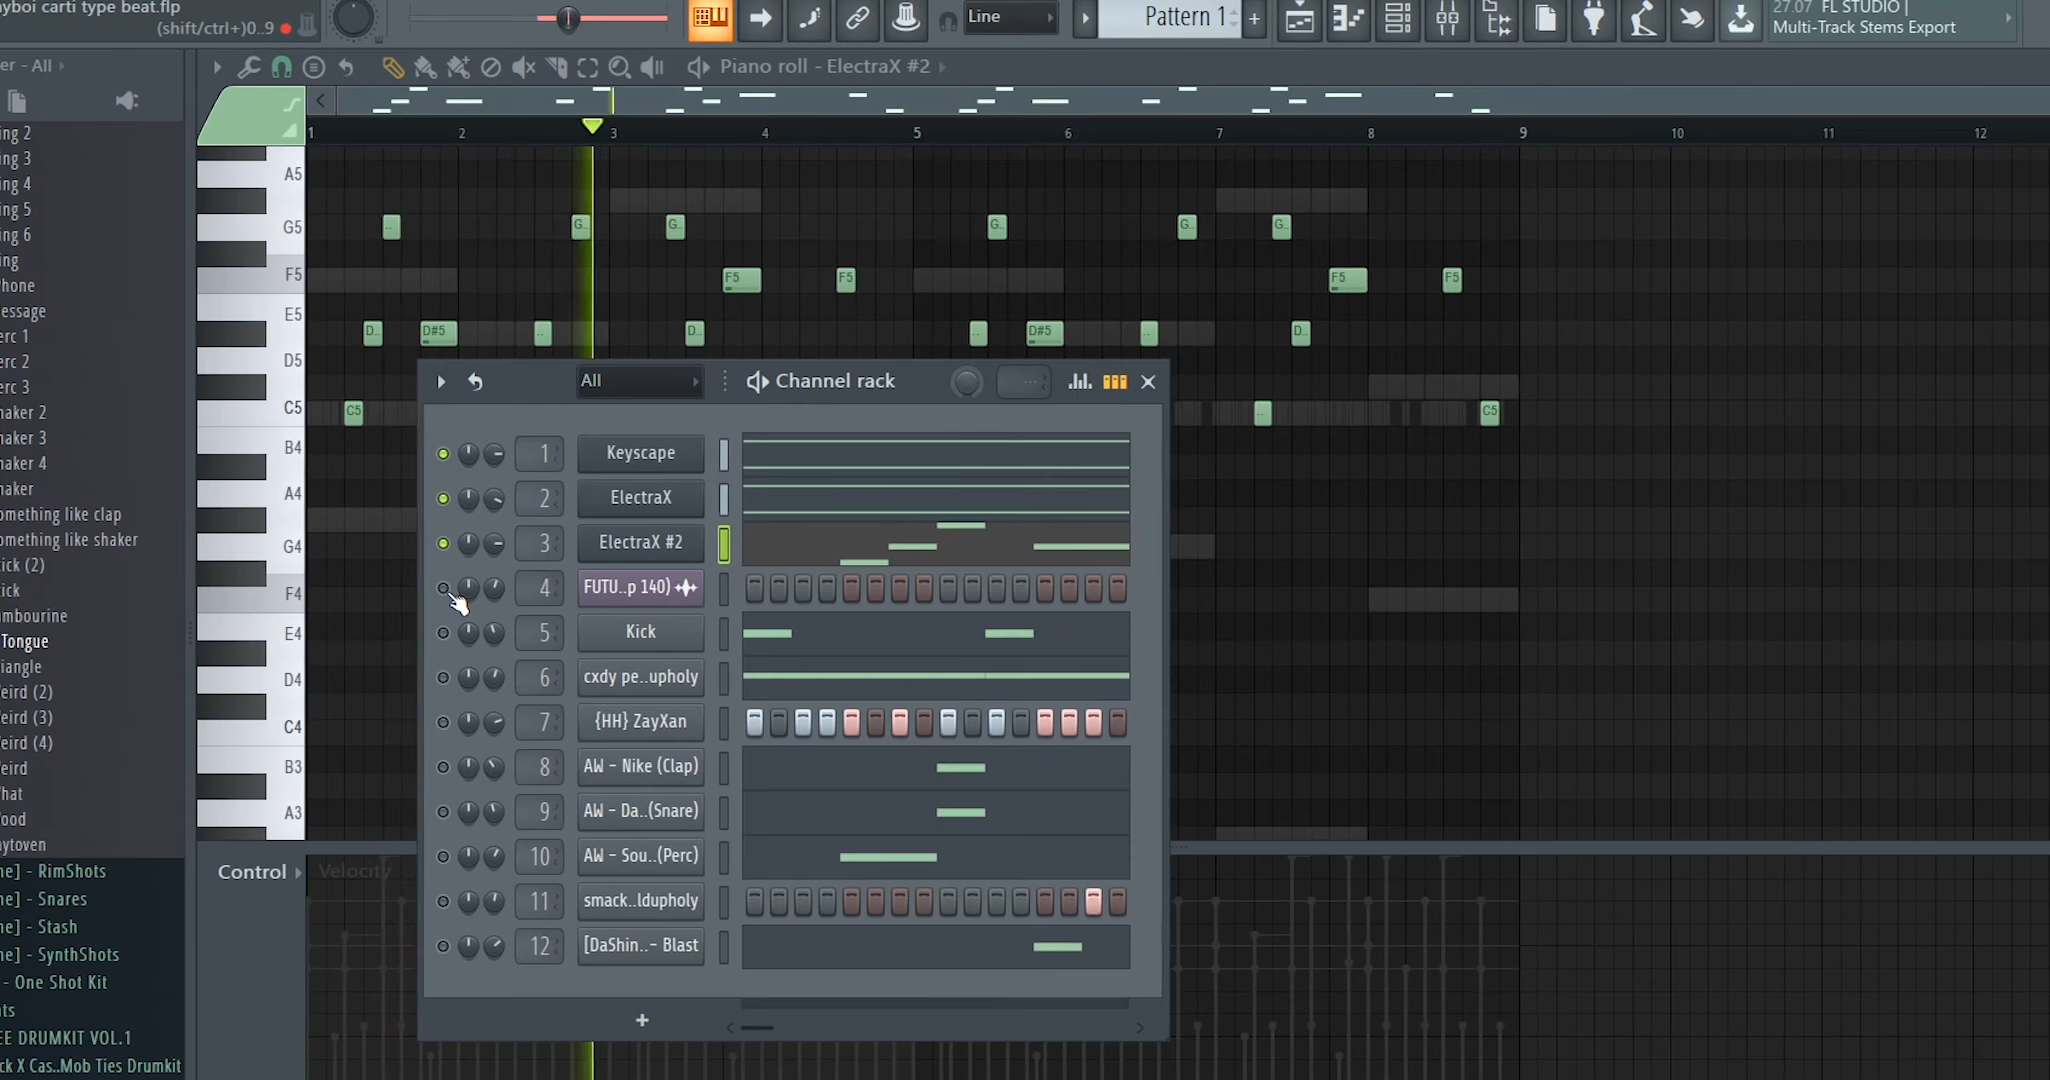 yboi carti type beat.flp
(shift/ctrl+)0..9
Line
Pattern 1
27.07 FL STUDIO |
Multi-Track Stems Export
er - All
Piano roll - ElectraX #2
1 2 3 4 5 6 7 8 9 10 11 12
ing 2
ing 3
ing 4
ing 5
ing 6
ing
hone
essage
erc 1
erc 2
erc 3
haker 2
haker 3
haker 4
haker
omething like clap
omething like shaker
tick (2)
tick
ambourine
Tongue
iangle
eird (2)
eird (3)
eird (4)
eird
hat
ood
aytoven
ne] - RimShots
ne] - Snares
ne] - Stash
ne] - SynthShots
- One Shot Kit
ts
EE DRUMKIT VOL.1
ck X Cas..Mob Ties Drumkit
A5
G5
F5
E5
D5
C5
B4
A4
G4
F4
E4
D4
C4
B3
A3
.. G.. G.. G.. G.. G..
F5 F5 F5 F5
D.. D#5 .. D.. .. D#5 .. D..
C5 .. C5
All
Channel rack
1 Keyscape
2 ElectraX
3 ElectraX #2
4 FUTU..p 140)
5 Kick
6 cxdy pe..upholy
7 {HH} ZayXan
8 AW - Nike (Clap)
9 AW - Da..(Snare)
10 AW - Sou..(Perc)
11 smack..ldupholy
12 [DaShin..- Blast
+
Control
Velocity